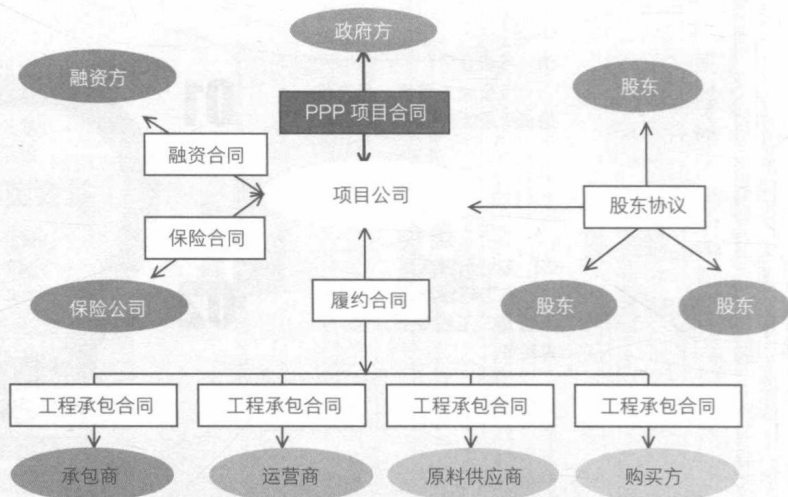 政府方
融资方
股东
PPP 项目合同
融资合同
项目公司
股东协议
保险合同
保险公司
履约合同
股东
股东
工程承包合同
工程承包合同
工程承包合同
工程承包合同
承包商
运营商
原料供应商
购买方